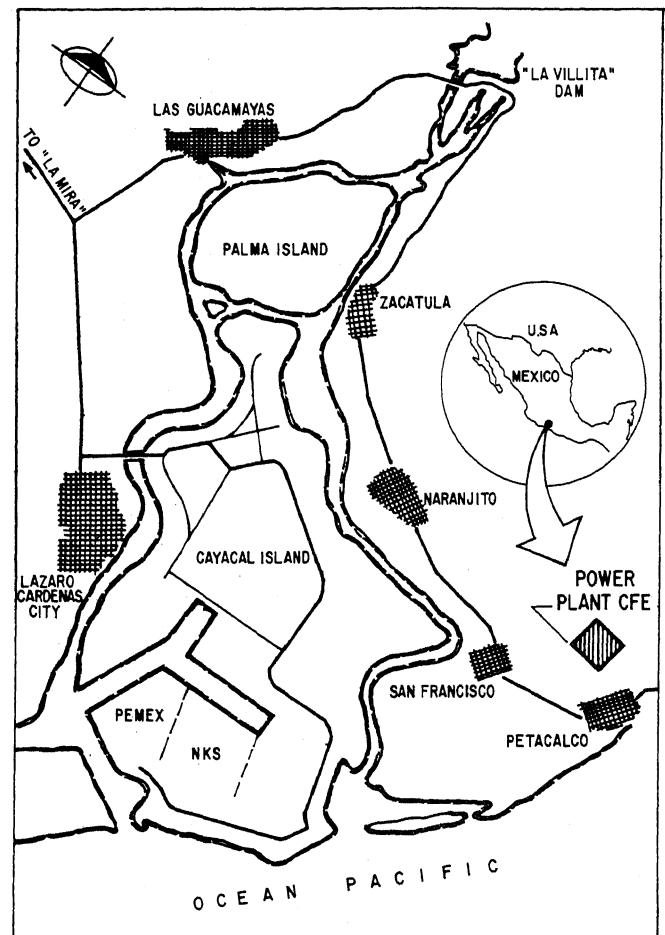 "LA VILLITA"
DAM
LAS GUACAMAYAS
TO "LA MIRA"
PALMA ISLAND
ZACATULA
U.S.A
MEXICO
NARANJITO
CAYACAL ISLAND
LAZARO
CARDENAS
CITY
POWER
PLANT CFE
SAN FRANCISCO
PEMEX
NKS
PETACALCO
OCEAN PACIFIC